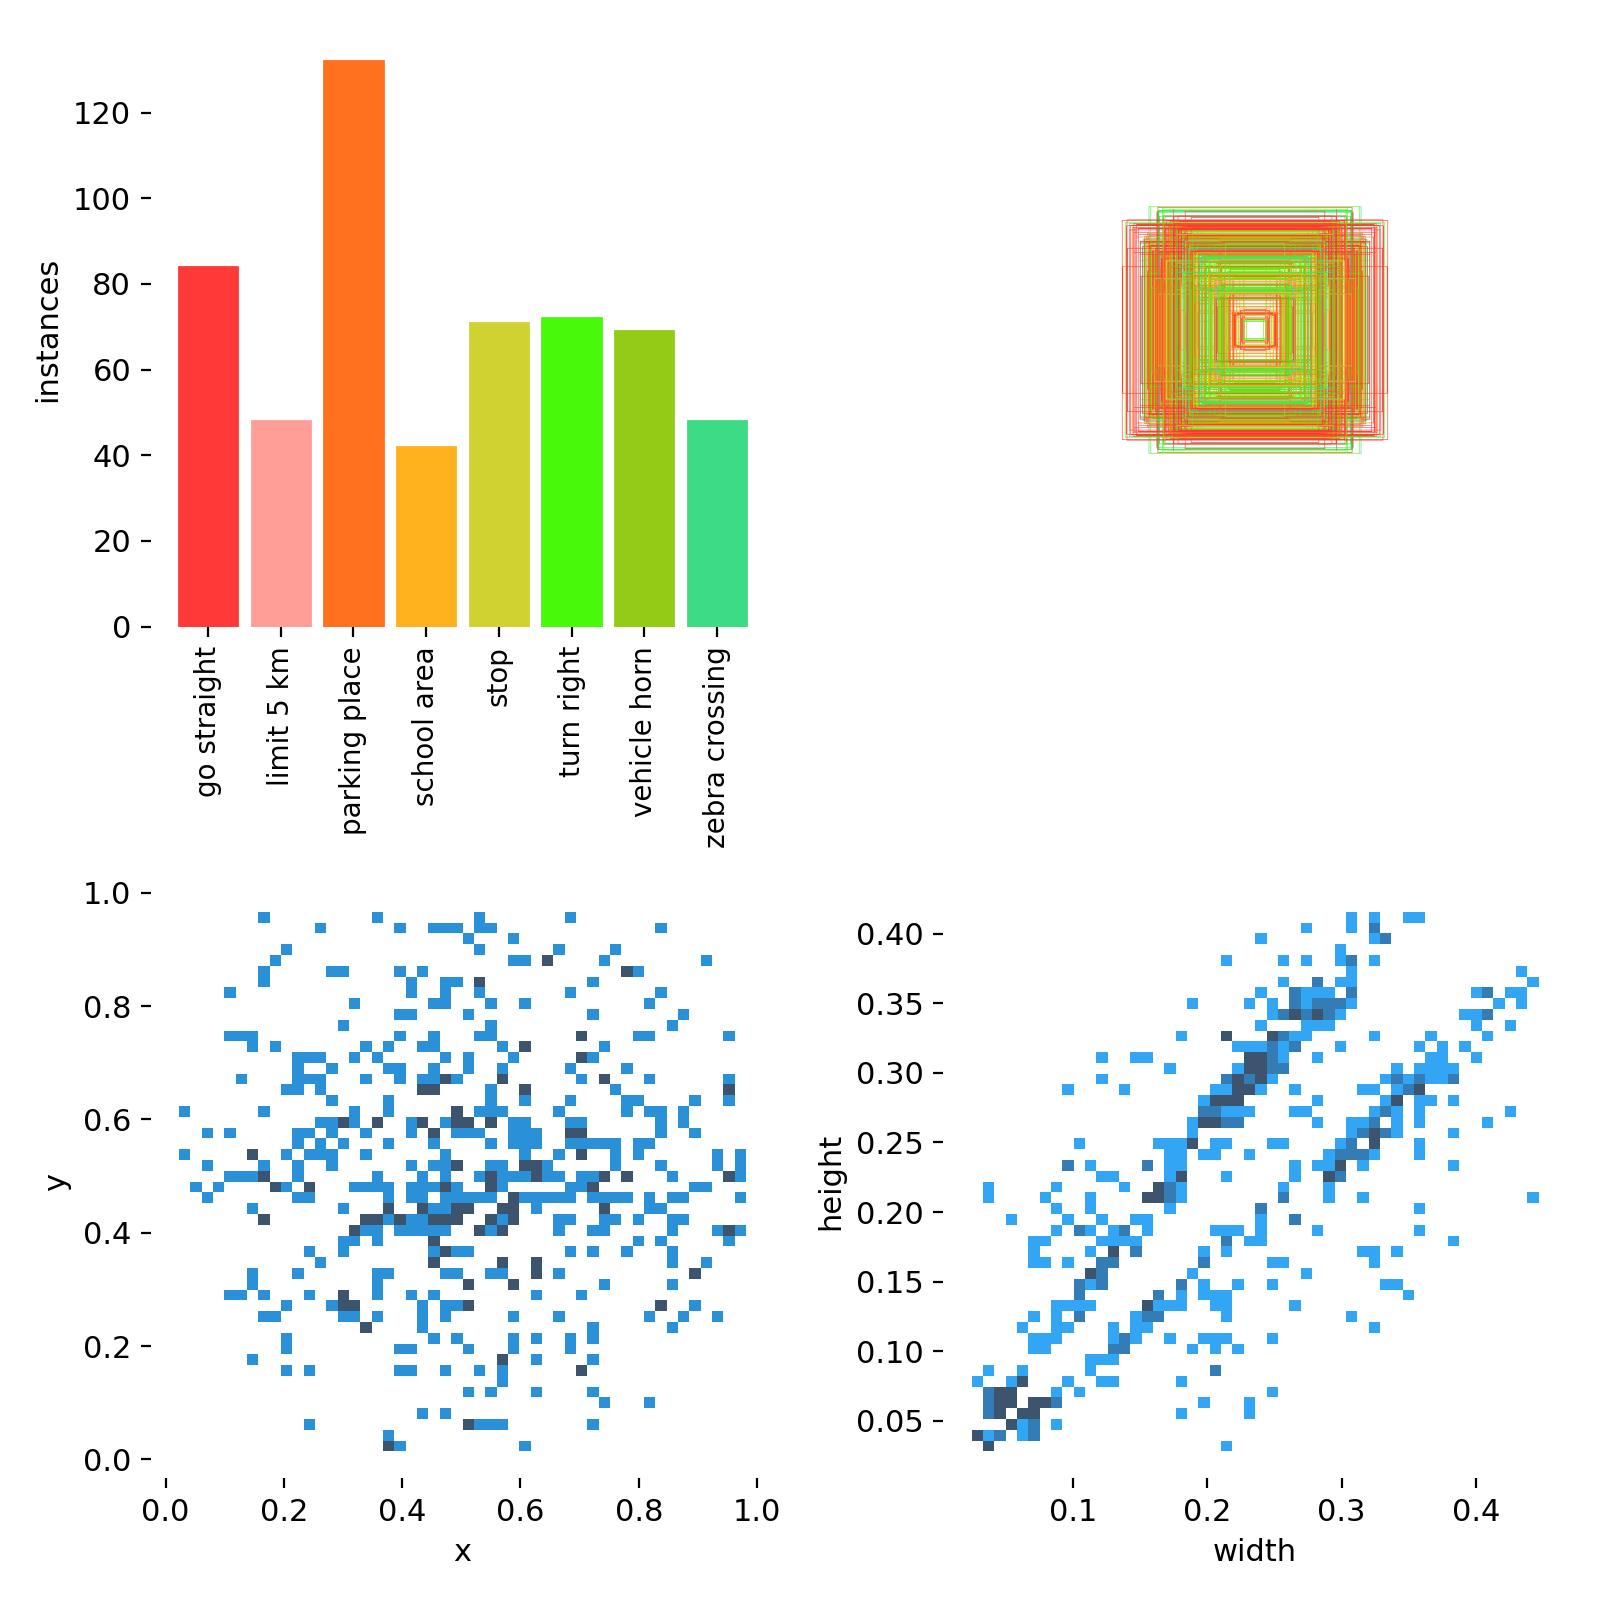 120
100
80
60
40
20
0
instances
go straight
limit 5 km
parking place
school area
stop
turn right
vehicle horn
zebra crossing
1.0
0.8
0.6
0.4
0.2
0.0
y
0.0 0.2 0.4 0.6 0.8 1.0
x
0.40
0.35
0.30
0.25
0.20
0.15
0.10
0.05
height
0.1 0.2 0.3 0.4
width